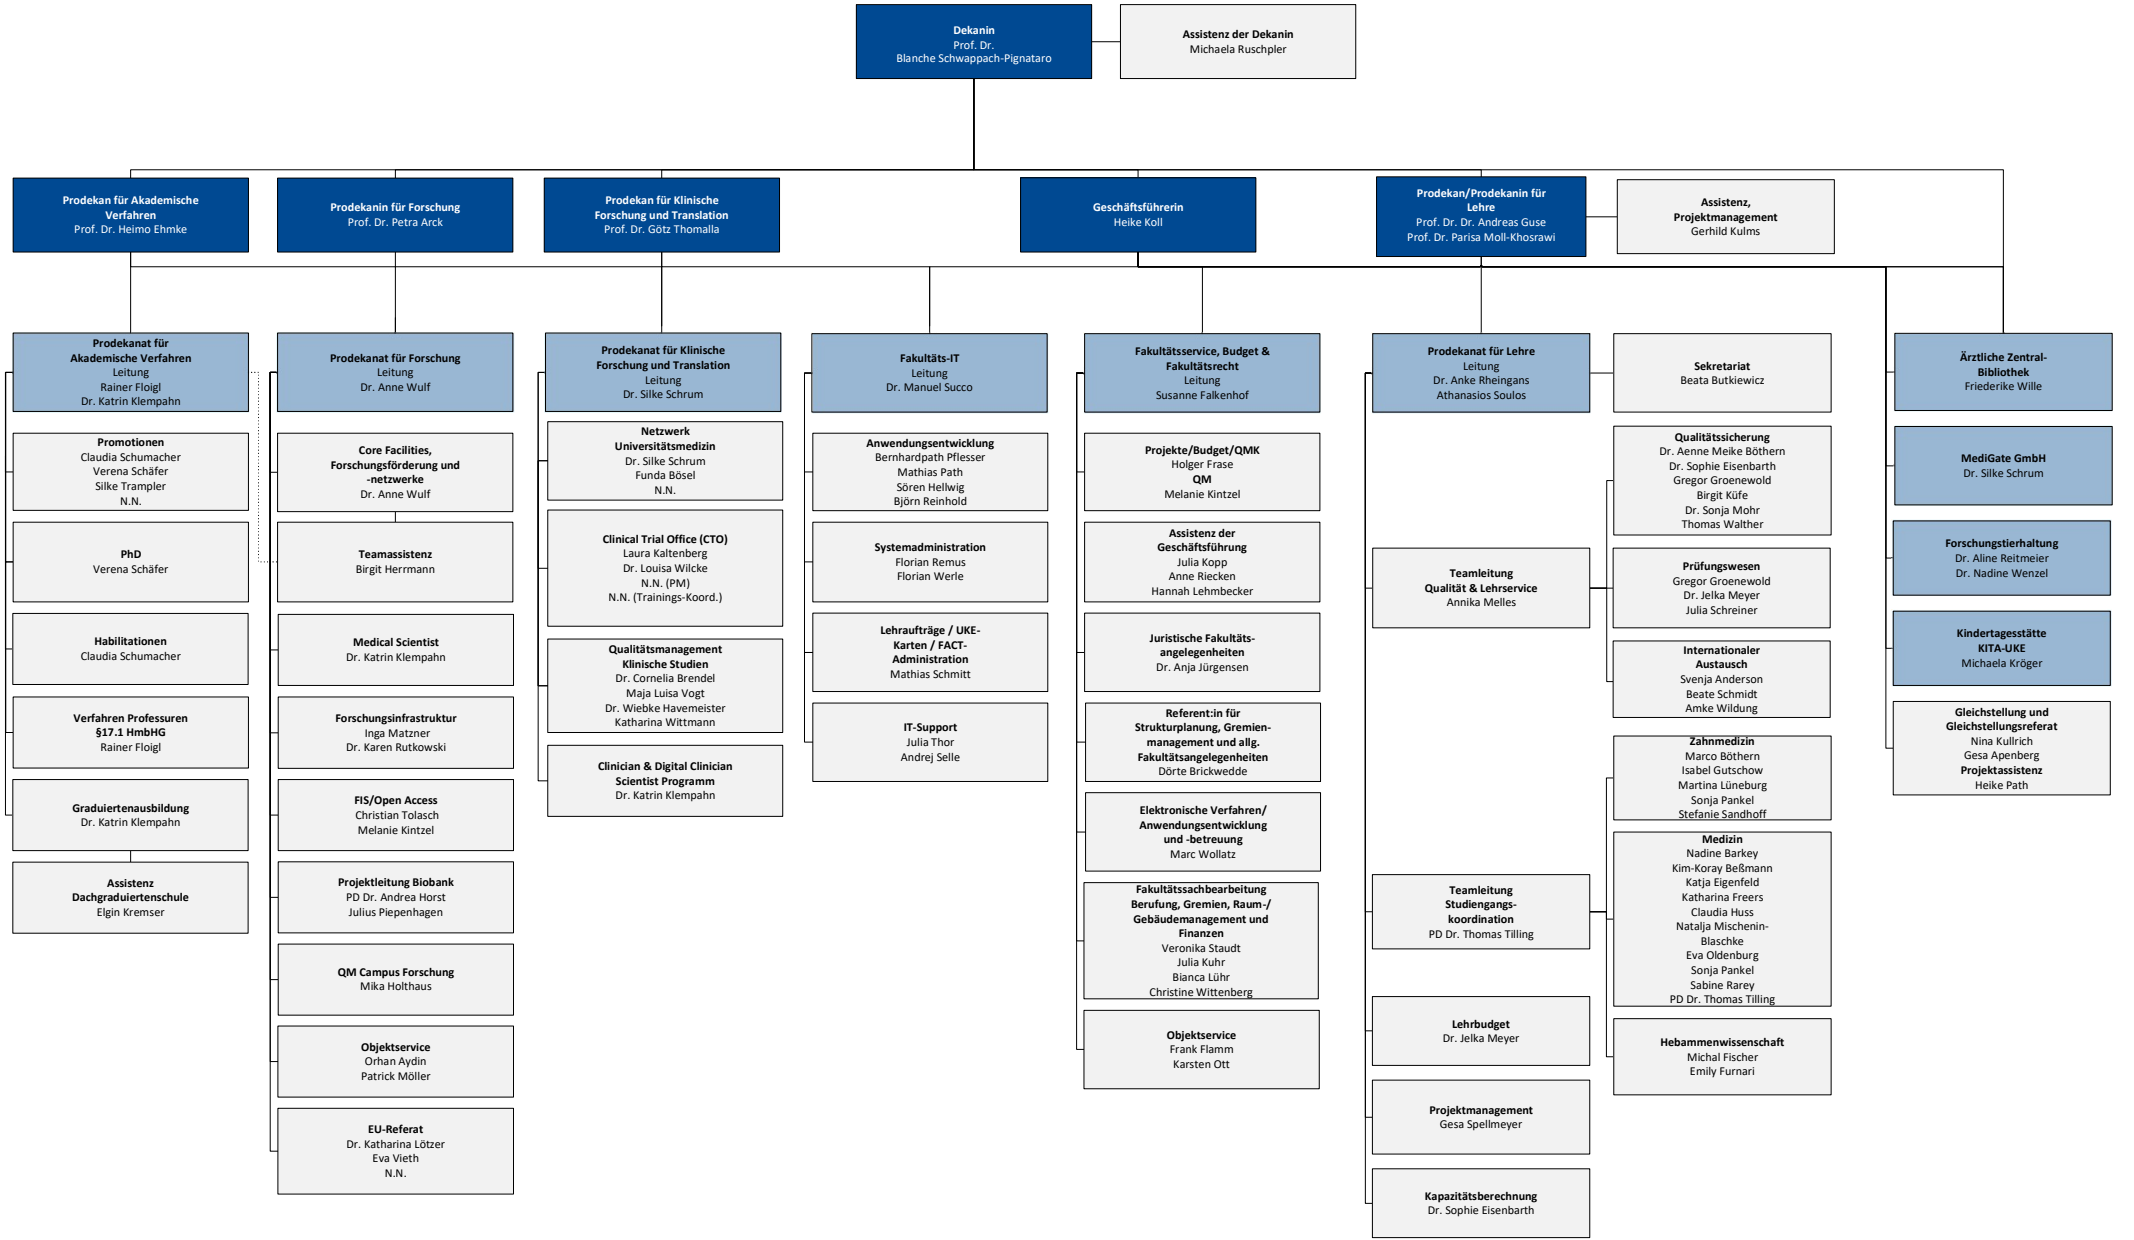 Dekanin
Prof. Dr.
Blanche Schwappach-Pignataro
Assistenz der Dekanin
Michaela Ruschpler
Prodekan für Akademische
Verfahren
Prof. Dr. Heimo Ehmke
Prodekanin für Forschung
Prof. Dr. Petra Arck
Prodekan für Klinische
Forschung und Translation
Prof. Dr. Götz Thomalla
Geschäftsführerin
Heike Koll
Prodekan/Prodekanin für
Lehre
Prof. Dr. Dr. Andreas Guse
Prof. Dr. Parisa Moll-Khosrawi
Assistenz,
Projektmanagement
Gerhild Kulms
Prodekanat für
Akademische Verfahren
Leitung
Rainer Floigl
Dr. Katrin Klempahn
Promotionen
Claudia Schumacher
Verena Schäfer
Silke Trampler
N.N.
PhD
Verena Schäfer
Habilitationen
Claudia Schumacher
Verfahren Professuren
§17.1 HmbHG
Rainer Floigl
Graduiertenausbildung
Dr. Katrin Klempahn
Assistenz
Dachgraduiertenschule
Elgin Kremser
Prodekanat für Forschung
Leitung
Dr. Anne Wulf
Core Facilities,
Forschungsförderung und
-netzwerke
Dr. Anne Wulf
Teamassistenz
Birgit Herrmann
Medical Scientist
Dr. Katrin Klempahn
Forschungsinfrastruktur
Inga Matzner
Dr. Karen Rutkowski
FIS/Open Access
Christian Tolasch
Melanie Kintzel
Projektleitung Biobank
PD Dr. Andrea Horst
Julius Piepenhagen
QM Campus Forschung
Mika Holthaus
Objektservice
Orhan Aydin
Patrick Möller
EU-Referat
Dr. Katharina Lötzer
Eva Vieth
N.N.
Prodekanat für Klinische
Forschung und Translation
Leitung
Dr. Silke Schrum
Netzwerk
Universitätsmedizin
Dr. Silke Schrum
Funda Bösel
N.N.
Clinical Trial Office (CTO)
Laura Kaltenberg
Dr. Louisa Wilcke
N.N. (PM)
N.N. (Trainings-Koord.)
Qualitätsmanagement
Klinische Studien
Dr. Cornelia Brendel
Maja Luisa Vogt
Dr. Wiebke Havemeister
Katharina Wittmann
Clinician & Digital Clinician
Scientist Programm
Dr. Katrin Klempahn
Fakultäts-IT
Leitung
Dr. Manuel Succo
Anwendungsentwicklung
Bernhardpath Pflesser
Mathias Path
Sören Hellwig
Björn Reinhold
Systemadministration
Florian Remus
Florian Werle
Lehraufträge / UKE-
Karten / FACT-
Administration
Mathias Schmitt
IT-Support
Julia Thor
Andrej Selle
Fakultätsservice, Budget &
Fakultätsrecht
Leitung
Susanne Falkenhof
Projekte/Budget/QMK
Holger Frase
QM
Melanie Kintzel
Assistenz der
Geschäftsführung
Julia Kopp
Anne Riecken
Hannah Lehmbecker
Juristische Fakultäts-
angelegenheiten
Dr. Anja Jürgensen
Referent:in für
Strukturplanung, Gremien-
management und allg.
Fakultätsangelegenheiten
Dörte Brickwedde
Elektronische Verfahren/
Anwendungsentwicklung
und -betreuung
Marc Wollatz
Fakultätssachbearbeitung
Berufung, Gremien, Raum-/
Gebäudemanagement und
Finanzen
Veronika Staudt
Julia Kuhr
Bianca Lühr
Christine Wittenberg
Objektservice
Frank Flamm
Karsten Ott
Prodekanat für Lehre
Leitung
Dr. Anke Rheingans
Athanasios Soulos
Sekretariat
Beata Butkiewicz
Teamleitung
Qualität & Lehrservice
Annika Melles
Qualitätssicherung
Dr. Aenne Meike Böthern
Dr. Sophie Eisenbarth
Gregor Groenewold
Birgit Küfe
Dr. Sonja Mohr
Thomas Walther
Prüfungswesen
Gregor Groenewold
Dr. Jelka Meyer
Julia Schreiner
Internationaler
Austausch
Svenja Anderson
Beate Schmidt
Amke Wildung
Teamleitung
Studiengangs-
koordination
PD Dr. Thomas Tilling
Zahnmedizin
Marco Böthern
Isabel Gutschow
Martina Lüneburg
Sonja Pankel
Stefanie Sandhoff
Medizin
Nadine Barkey
Kim-Koray Beßmann
Katja Eigenfeld
Katharina Freers
Claudia Huss
Natalja Mischenin-
Blaschke
Eva Oldenburg
Sonja Pankel
Sabine Rarey
PD Dr. Thomas Tilling
Hebammenwissenschaft
Michal Fischer
Emily Furnari
Lehrbudget
Dr. Jelka Meyer
Projektmanagement
Gesa Spellmeyer
Kapazitätsberechnung
Dr. Sophie Eisenbarth
Ärztliche Zentral-
Bibliothek
Friederike Wille
MediGate GmbH
Dr. Silke Schrum
Forschungstierhaltung
Dr. Aline Reitmeier
Dr. Nadine Wenzel
Kindertagesstätte
KITA-UKE
Michaela Kröger
Gleichstellung und
Gleichstellungsreferat
Nina Kullrich
Gesa Apenberg
Projektassistenz
Heike Path